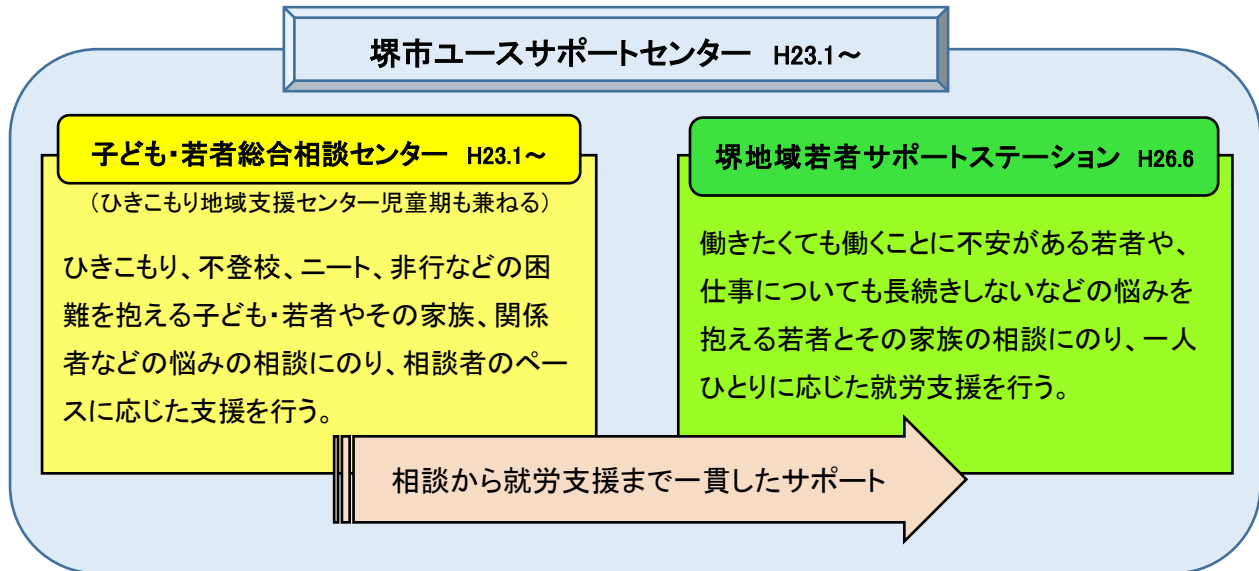 堺市ユースサポートセンター H23.1～
子ども・若者総合相談センター H23.1～
（ひきこもり地域支援センター児童期も兼ねる）
ひきこもり、不登校、ニート、非行などの困
難を抱える子ども・若者やその家族、関係
者などの悩みの相談にのり、相談者のペー
スに応じた支援を行う。
堺地域若者サポートステーション H26.6
働きたくても働くことに不安がある若者や、
仕事についても長続きしないなどの悩みを
抱える若者とその家族の相談にのり、一人
ひとりに応じた就労支援を行う。
相談から就労支援まで一貫したサポート